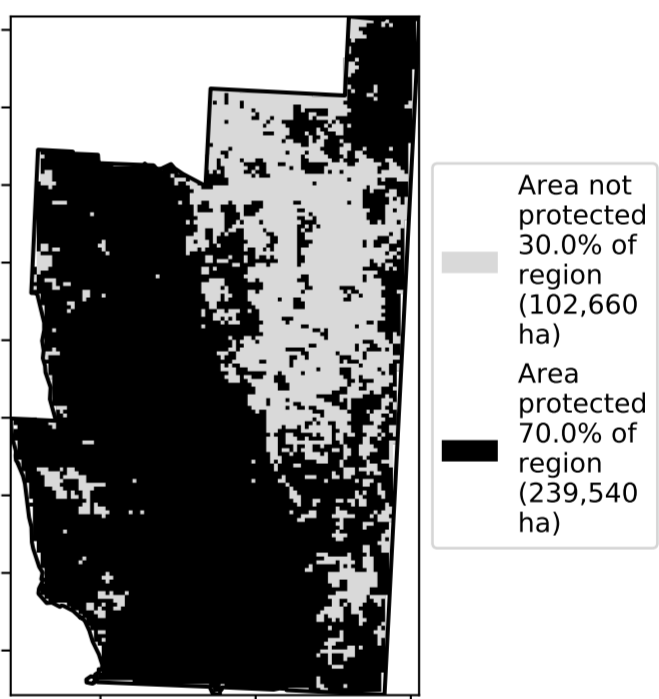 Area not
protected
30.0% of
region
(102,660
ha)
Area
protected
70.0% of
region
(239,540
ha)